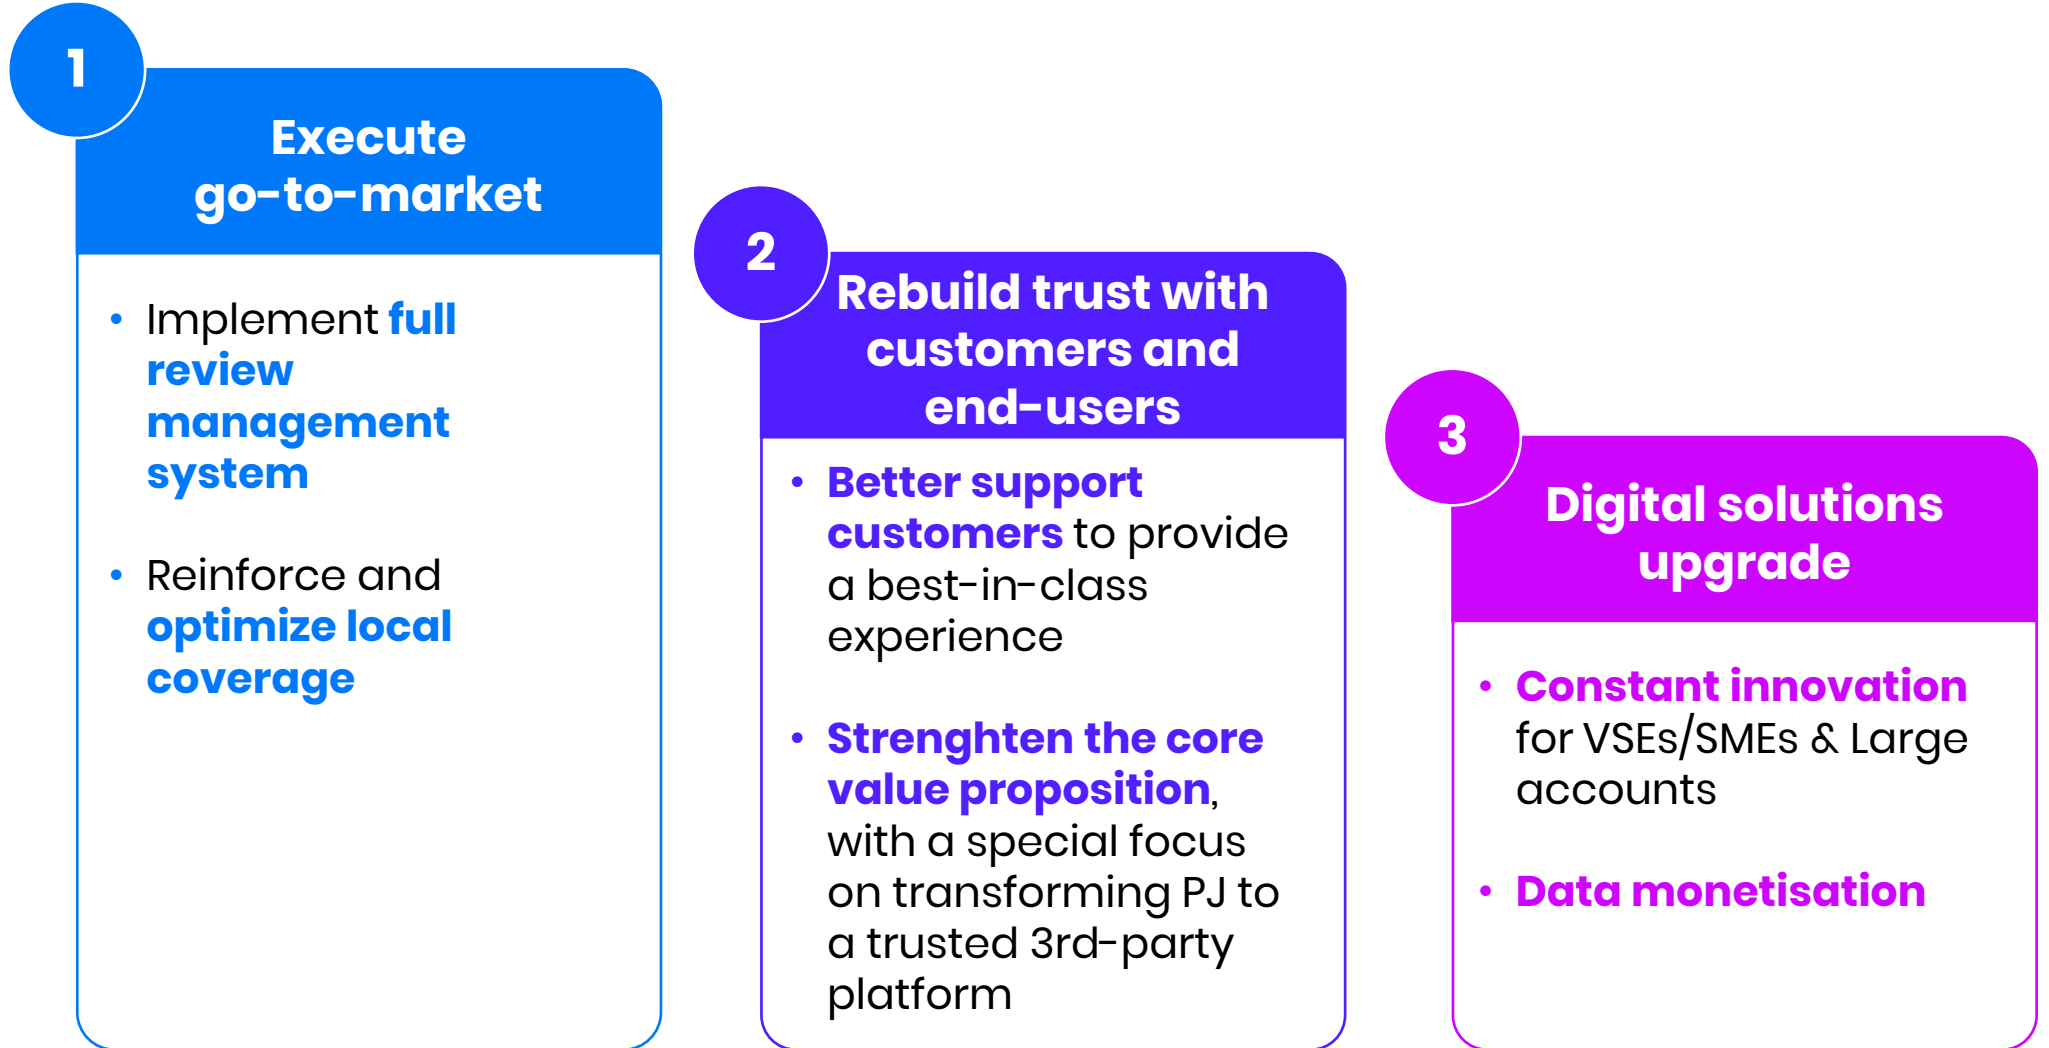 1
Execute
go-to-market
• Implement full
review
management
system
• Reinforce and
optimize local
coverage
2
Rebuild trust with
customers and
end-users
• Better support
customers to provide
a best-in-class
experience
• Strenghten the core
value proposition,
with a special focus
on transforming PJ to
a trusted 3rd-party
platform
3
Digital solutions
upgrade
• Constant innovation
for VSEs/SMEs & Large
accounts
• Data monetisation